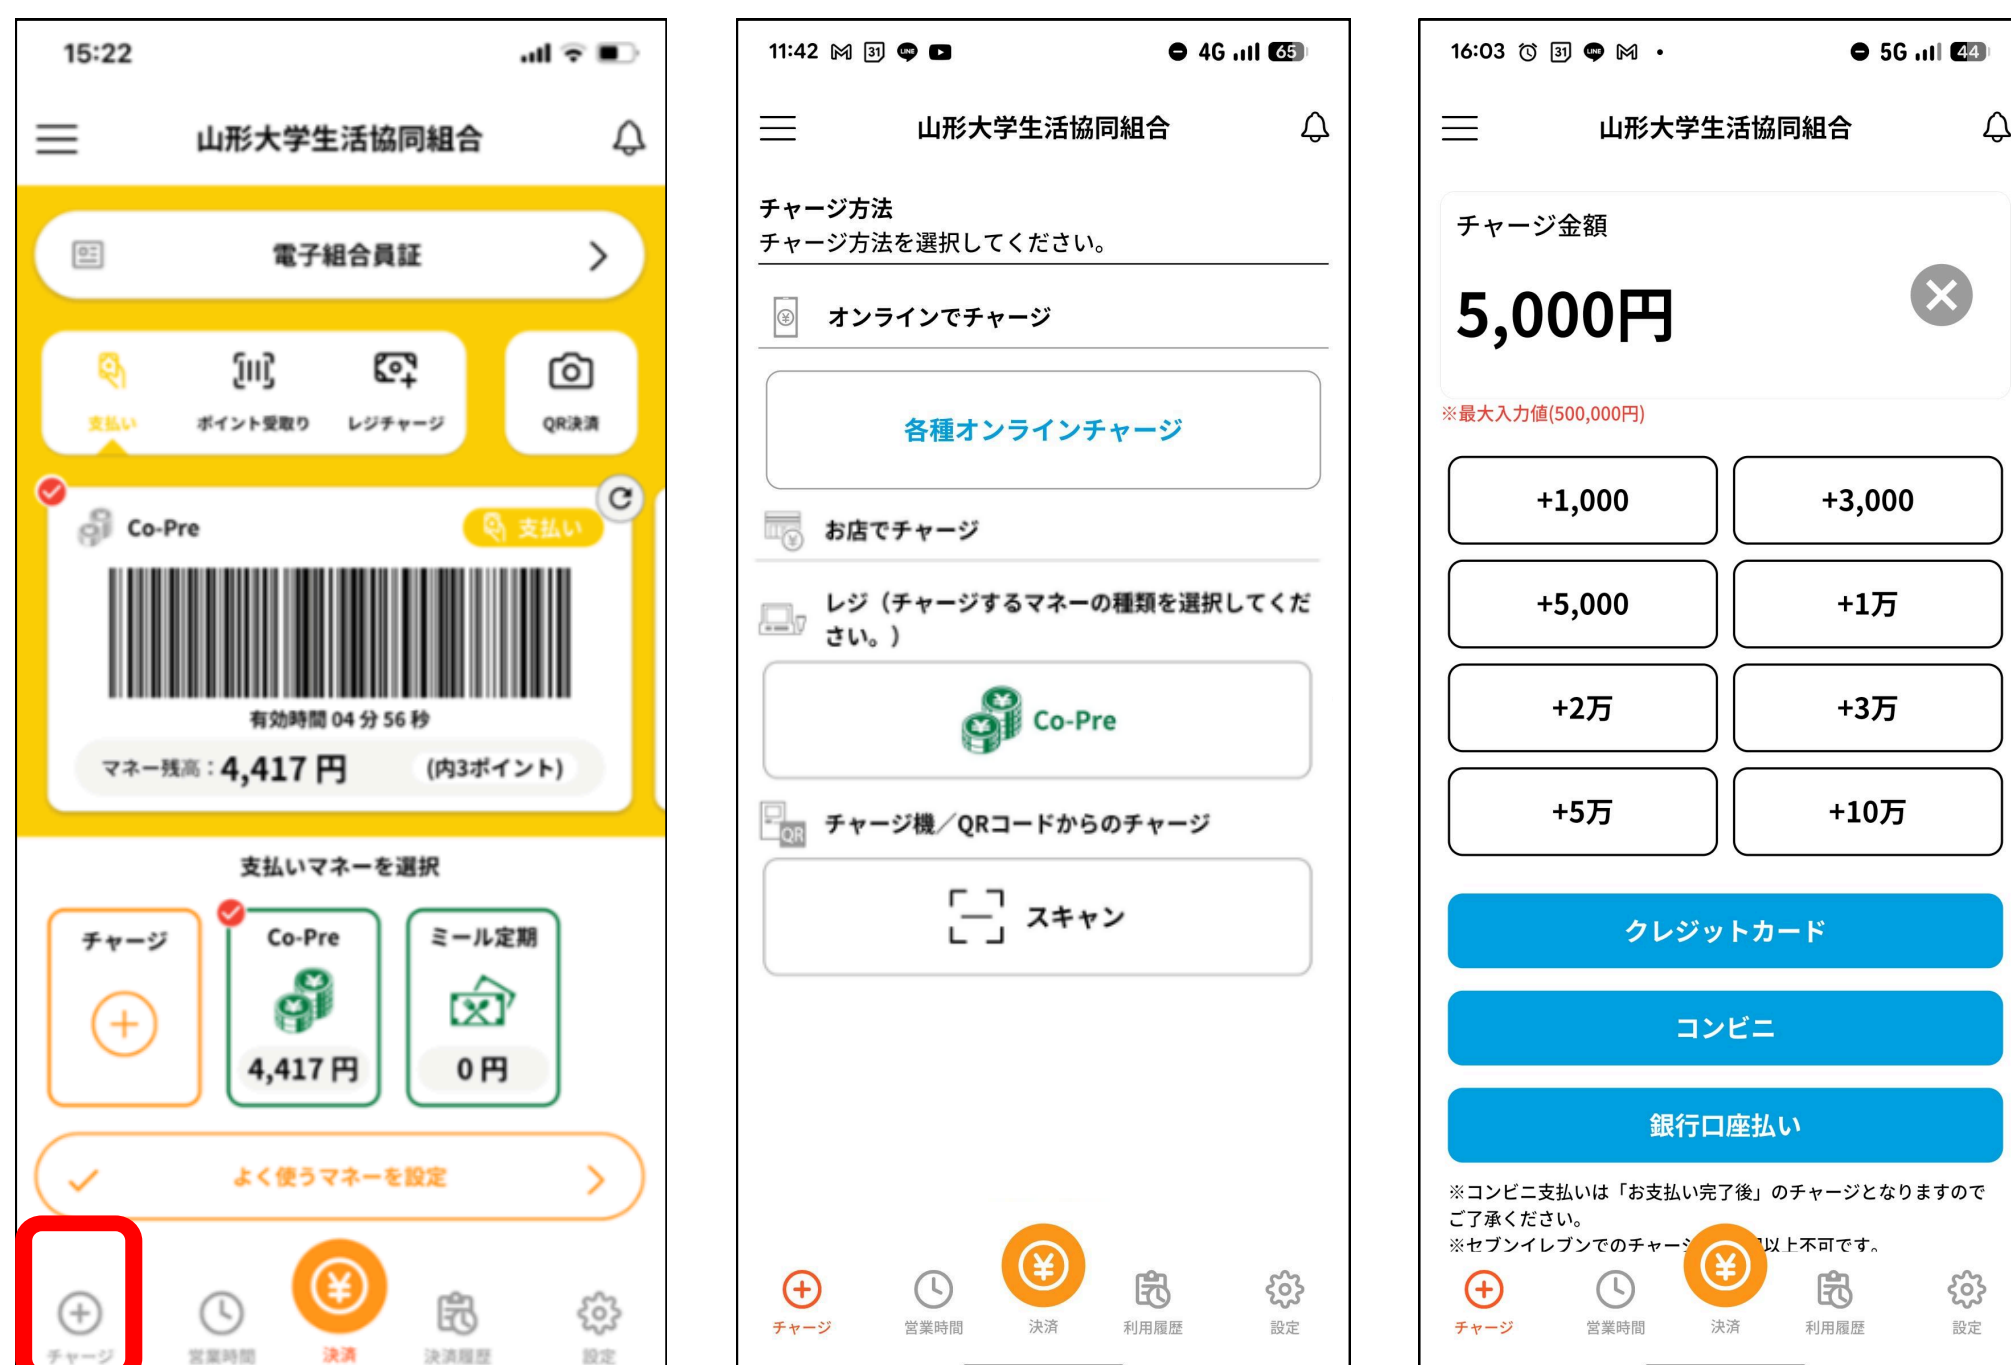 15:22
山形大学生活協同組合
電子組合員証
支払い
ポイント受取り
レジチャージ
QR決済
Co-Pre
支払い
有効時間 04 分 56 秒
マネー残高：4,417 円
(内3ポイント)
支払いマネーを選択
チャージ
Co-Pre
4,417 円
ミール定期
0 円
よく使うマネーを設定
チャージ
営業時間
決済
決済履歴
設定
11:42
31
LINE
4G
65
山形大学生活協同組合
チャージ方法
チャージ方法を選択してください。
オンラインでチャージ
各種オンラインチャージ
お店でチャージ
レジ（チャージするマネーの種類を選択してくだ
さい。）
Co-Pre
チャージ機／QRコードからのチャージ
QR
スキャン
チャージ
営業時間
決済
利用履歴
設定
16:03
31
LINE
5G
44
山形大学生活協同組合
チャージ金額
5,000円
※最大入力値(500,000円)
+1,000
+3,000
+5,000
+1万
+2万
+3万
+5万
+10万
クレジットカード
コンビニ
銀行口座払い
※コンビニ支払いは「お支払い完了後」のチャージとなりますので
ご了承ください。
※セブンイレブンでのチャー
以上不可です。
チャージ
営業時間
決済
利用履歴
設定